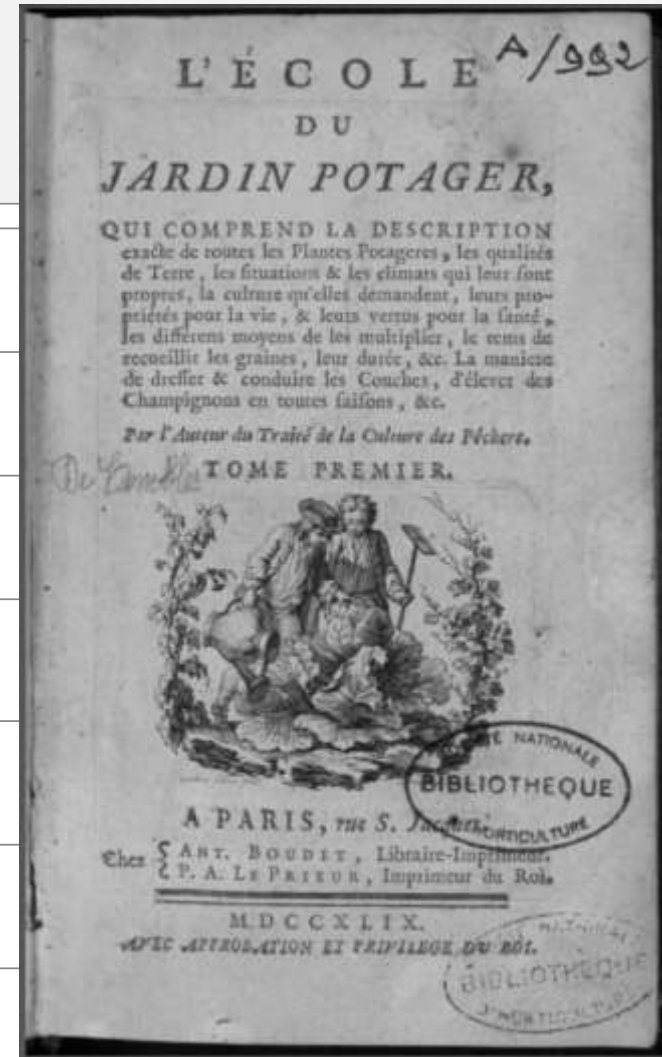 A/992
L'ÉCOLE
DU
JARDIN POTAGER,
QUI COMPREND LA DESCRIPTION
exacte de toutes les Plantes Potageres, les qualités
de Terre, les situations & les climats qui leur sont
propres, la culture qu'elles demandent, leurs pro-
priétés pour la vie, & leurs vertus pour la santé,
les différens moyens de les multiplier, le tems de
recueillir les graines, leur durée, &c. La maniere
de dresser & conduire les Couches, d'élever des
Champignons en toutes saisons, &c.
Par l'Auteur du Traité de la Culture des Pêchers.
De
TOME PREMIER.
NATIONALE
BIBLIOTHEQUE
HORTICULTURE
A PARIS, rue S. Jacques,
Chez
ANT. BOUDET, Libraire-Imprimeur.
P. A. LE PRIEUR, Imprimeur du Roi.
MDCCXLIX.
AVEC APPROBATION ET PRIVILEGE DU ROI.
BIBLIOTHEQUE